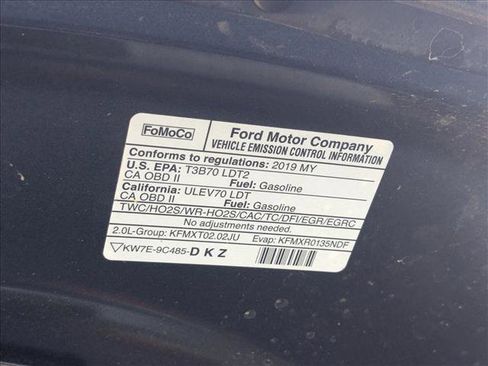 FoMoCo
Ford Motor Company
VEHICLE EMISSION CONTROL INFORMATION
Conforms to regulations: 2019 MY
U.S. EPA: T3B70 LDT2
CA OBD II Fuel: Gasoline
California: ULEV70 LDT
CA OBD II Fuel: Gasoline
TWC/HO2S/WR-HO2S/CAC/TC/DFI/EGR/EGRC
No adjustments needed.
2.0L-Group: KFMXT02.02JU Evap: KFMXR0135NDF
KW7E-9C485-DKZ